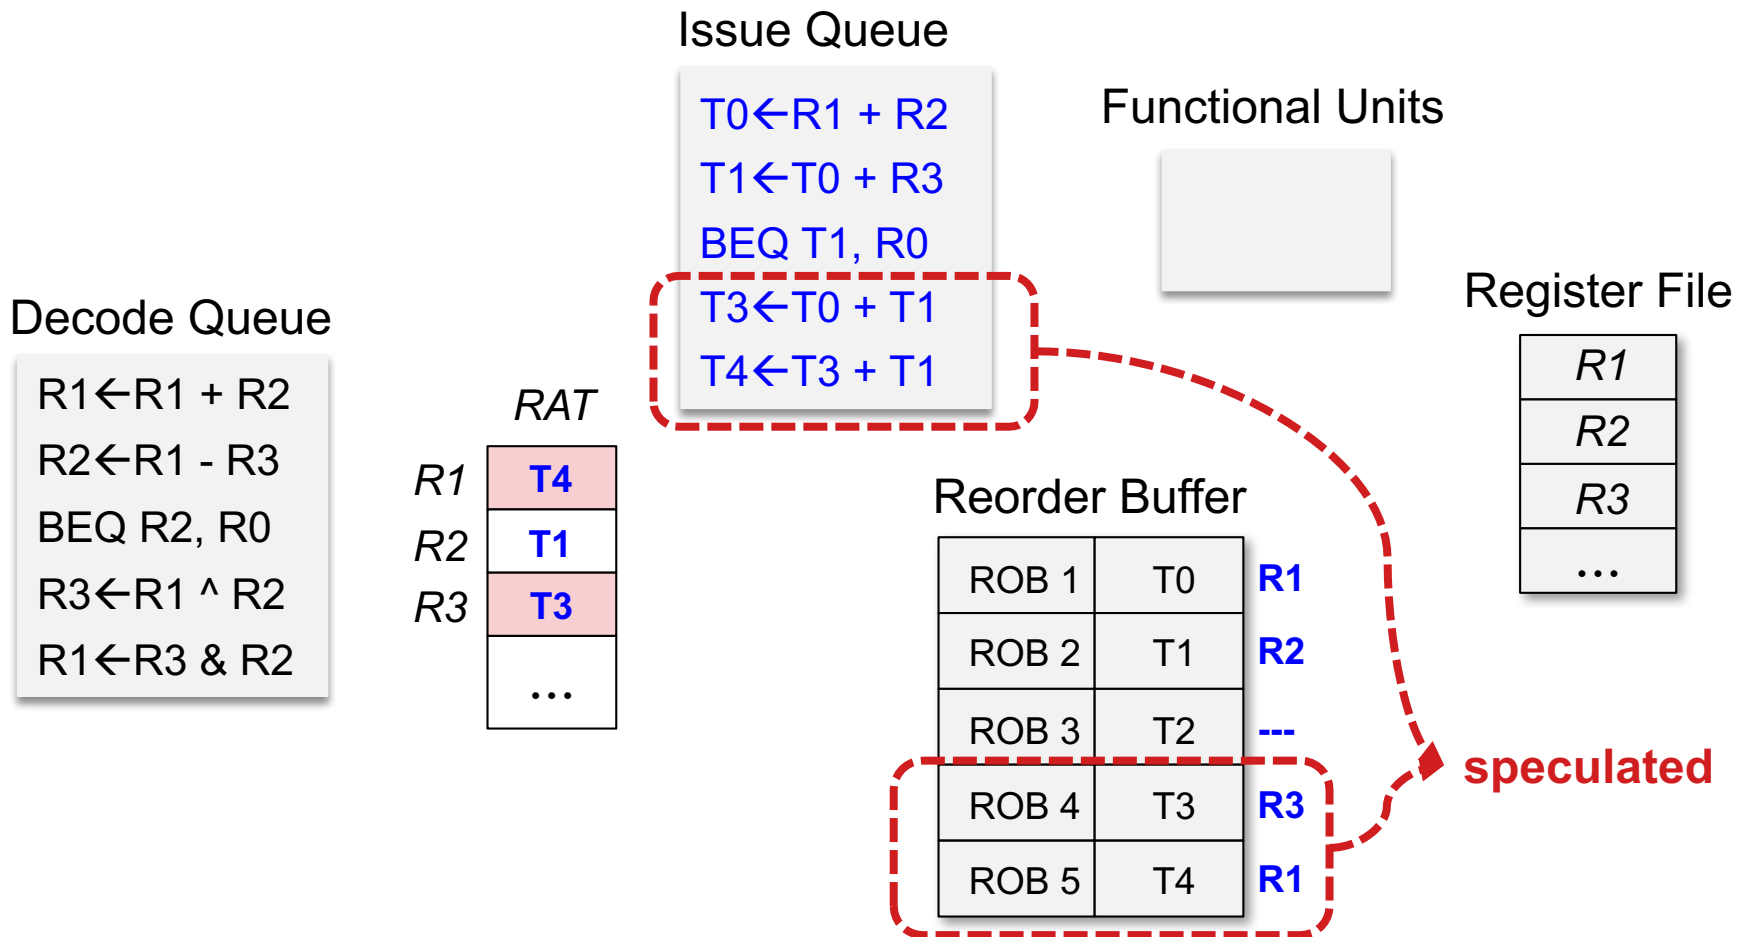 Issue Queue
T0←R1 + R2
T1←T0 + R3
BEQ T1, R0
T3←T0 + T1
T4←T3 + T1
Functional Units
Register File
R1
R2
R3
...
Decode Queue
R1←R1 + R2
R2←R1 - R3
BEQ R2, R0
R3←R1 ^ R2
R1←R3 & R2
RAT
R1 T4
R2 T1
R3 T3
...
Reorder Buffer
ROB 1 T0 R1
ROB 2 T1 R2
ROB 3 T2 ---
ROB 4 T3 R3
ROB 5 T4 R1
speculated